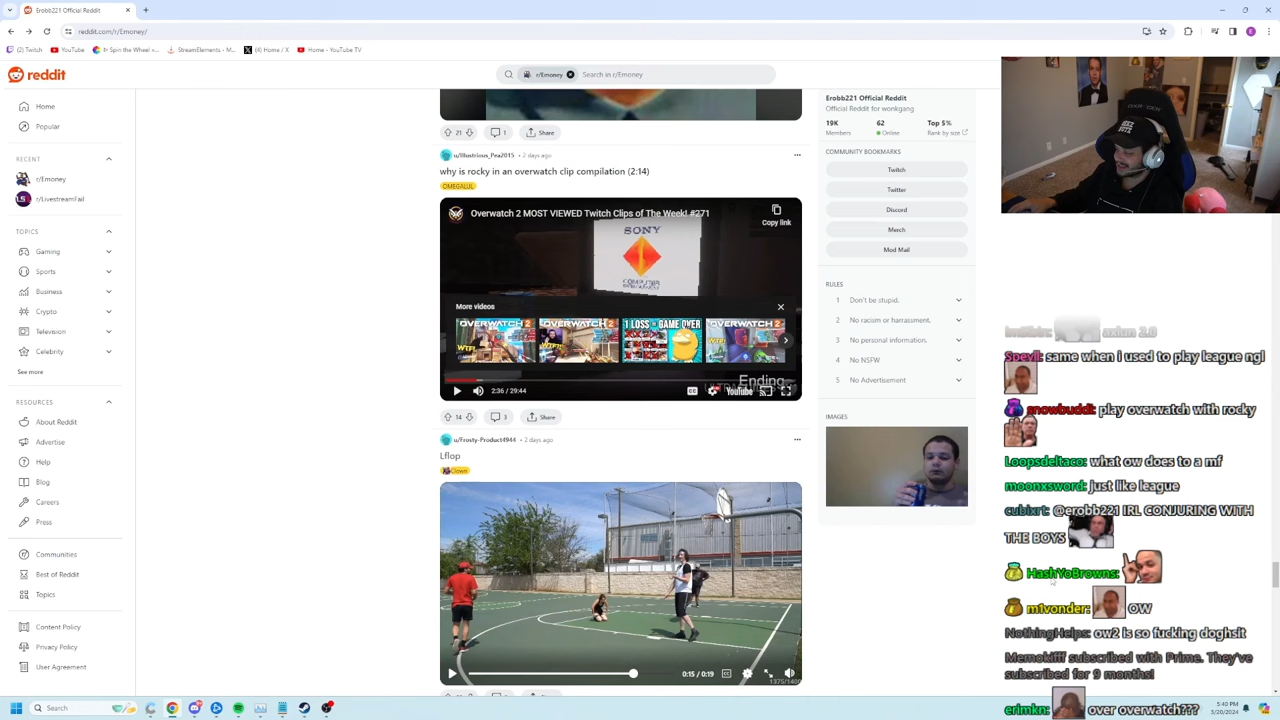 Erobb221 Official Reddit
reddit.com/r/Emoney/
(2) Twitch
YouTube
Spin the Wheel »...
StreamElements - M...
(4) Home / X
Home - YouTube TV
reddit
r/Emoney
Search in r/Emoney
Home
Popular
RECENT
r/Emoney
r/LivestreamFail
TOPICS
Gaming
Sports
Business
Crypto
Television
Celebrity
See more
RESOURCES
About Reddit
Advertise
Help
Blog
Careers
Press
Communities
Best of Reddit
Topics
Content Policy
Privacy Policy
User Agreement
21
1
Share
u/Illustrious_Pea2015 • 2 days ago
why is rocky in an overwatch clip compilation (2:14)
OMEGALUL
Overwatch 2 MOST VIEWED Twitch Clips of The Week! #271
Copy link
SONY
COMPUTER
More videos
OVERWATCH 2
OVERWATCH 2
1 LOSS = GAME OVER
OVERWATCH 2
Ending
2:36 / 29:44
YouTube
14
3
Share
u/Frosty-Product4944 • 2 days ago
Lflop
Clown
0:15 / 0:19
Erobb221 Official Reddit
Official Reddit for wonkgang
19K
Members
62
Online
Top 5%
Rank by size
COMMUNITY BOOKMARKS
Twitch
Twitter
Discord
Merch
Mod Mail
RULES
1 Don't be stupid.
2 No racism or harrassment.
3 No personal information.
4 No NSFW
5 No Advertisement
IMAGES
axiun 2.0
same when i used to play league ngl
snowbuddi: play overwatch with rocky
Loopsdeltaco: what ow does to a mf
moonxsword: just like league
cubixrt: @erobb221 IRL CONJURING WITH
THE BOYS
HashYoBrowns:
m1vonder: OW
NothingHelps: ow2 is so fucking doghsit
Memokifff subscribed with Prime. They've
subscribed for 9 months!
erimkn: over overwatch???
Search
5:40 PM
3/20/2024